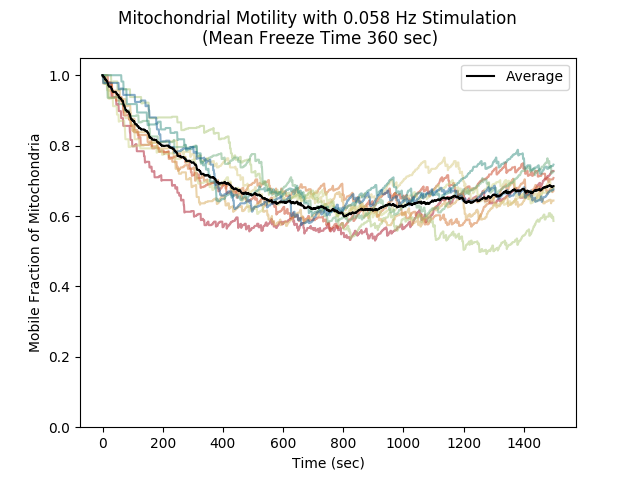 Mitochondrial Motility with 0.058 Hz Stimulation
(Mean Freeze Time 360 sec)
Average
Mobile Fraction of Mitochondria
1.0
0.8
0.6
0.4
0.2
0.0
0 200 400 600 800 1000 1200 1400
Time (sec)